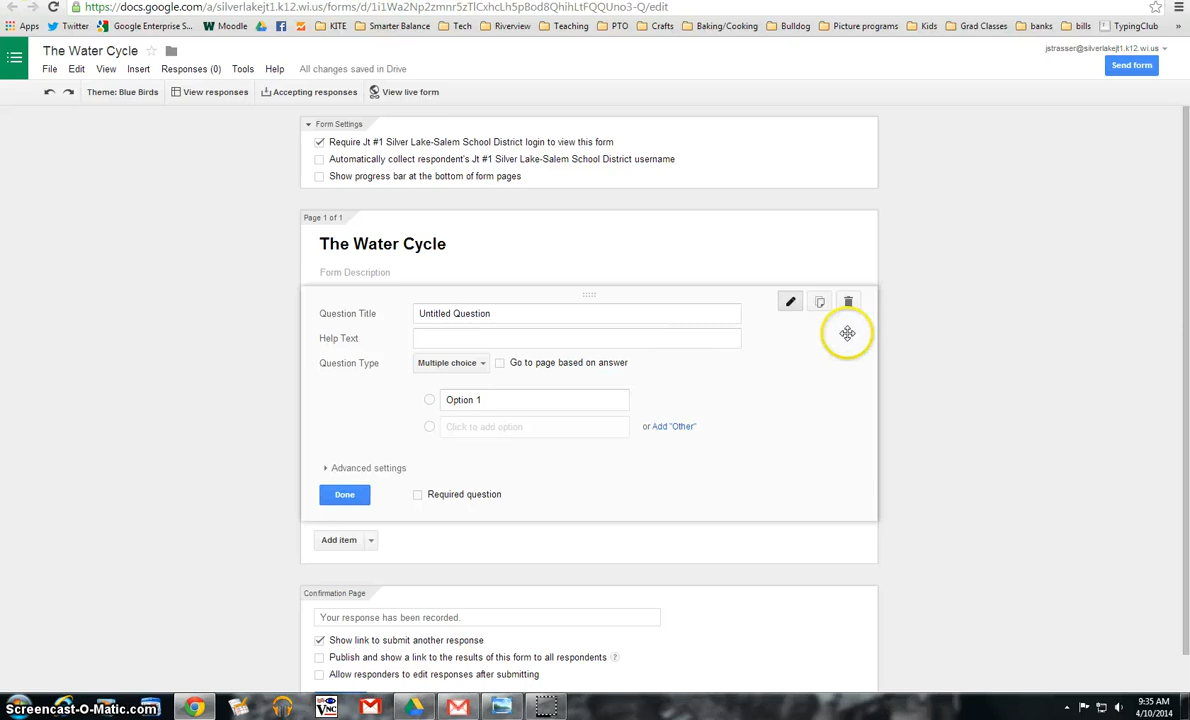 https://docs.google.com/a/silverlakejt1.k12.wi.us/forms/d/1i1Wa2Np2zmnr5zTlCxhcLh5pBod8QhihLtFQQUno3-Q/edit
Apps Twitter Google Enterprise S... W Moodle KITE Smarter Balance Tech Riverview Teaching PTO Crafts Baking/Cooking Bulldog Picture programs Kids Grad Classes banks bills TypingClub »
The Water Cycle
jstrasser@silverlakejt1.k12.wi.us
Send form
File Edit View Insert Responses (0) Tools Help All changes saved in Drive
Theme: Blue Birds View responses Accepting responses View live form
Form Settings
Require Jt #1 Silver Lake-Salem School District login to view this form
Automatically collect respondent's Jt #1 Silver Lake-Salem School District username
Show progress bar at the bottom of form pages
Page 1 of 1
The Water Cycle
Form Description
Question Title Untitled Question
Help Text
Question Type Multiple choice Go to page based on answer
Option 1
Click to add option or Add "Other"
Advanced settings
Done Required question
Add item
Confirmation Page
Your response has been recorded.
Show link to submit another response
Publish and show a link to the results of this form to all respondents ?
Allow responders to edit responses after submitting
Screencast-O-Matic.com
VNC
9:35 AM
4/10/2014